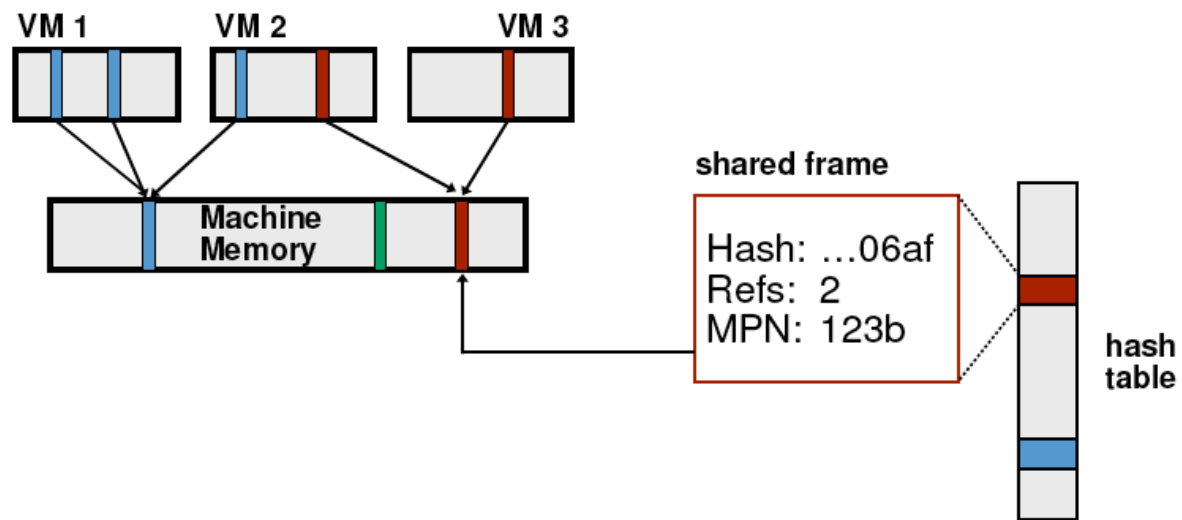 VM 1
VM 2
VM 3
Machine
Memory
shared frame
Hash: …06af
Refs: 2
MPN: 123b
hash
table